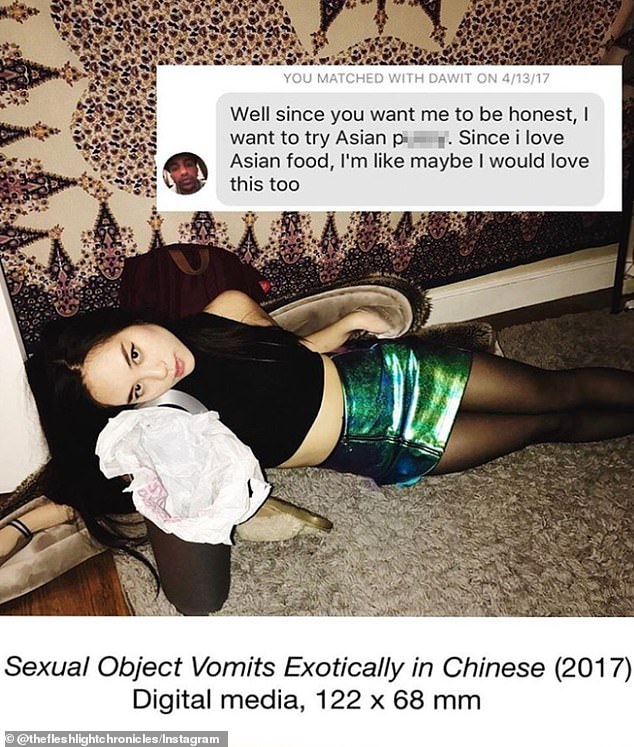 YOU MATCHED WITH DAWIT ON 4/13/17
Well since you want me to be honest, I
want to try Asian p. Since i love
Asian food, I'm like maybe I would love
this too
Sexual Object Vomits Exotically in Chinese (2017)
Digital media, 122 x 68 mm
© @thefleshlightchronicles/Instagram